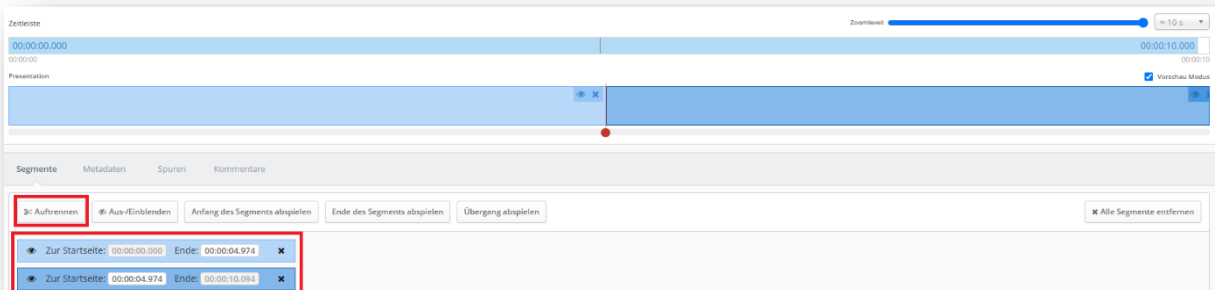 Zeitleiste Zoomlevel: ≈ 10 s
00:00:00.000 00:00:10.000
00:00:00 00:00:10
Presentation Vorschau Modus
Segmente Metadaten Spuren Kommentare
Auftrennen Aus-/Einblenden Anfang des Segments abspielen Ende des Segments abspielen Übergang abspielen Alle Segmente entfernen
Zur Startseite: 00:00:00.000 Ende: 00:00:04.974
Zur Startseite: 00:00:04.974 Ende: 00:00:10.094